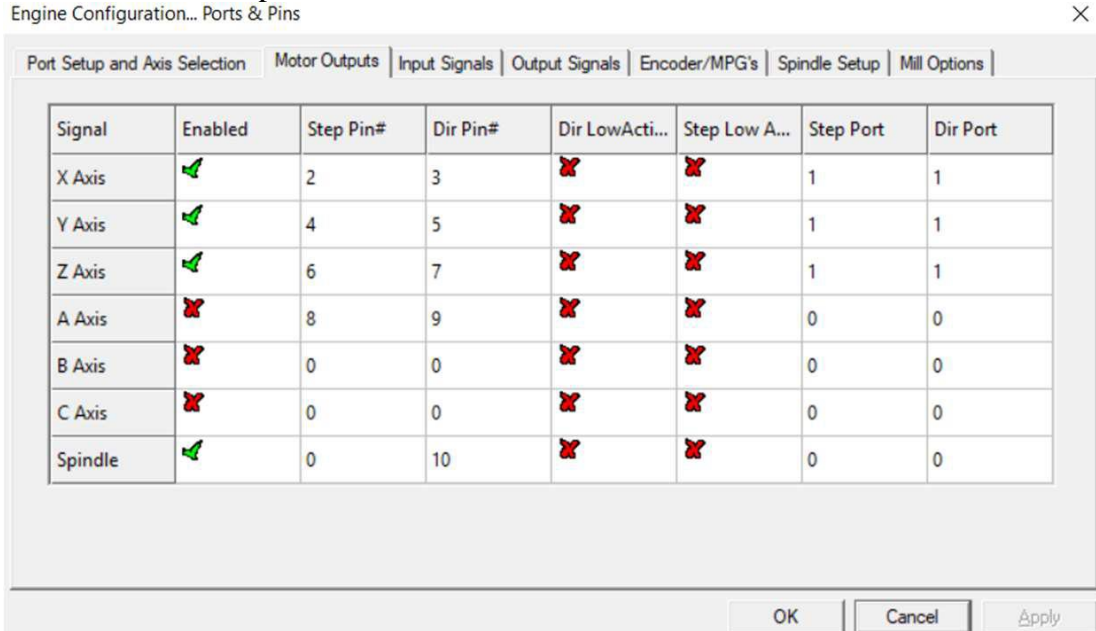 Engine Configuration... Ports & Pins
Port Setup and Axis Selection Motor Outputs Input Signals Output Signals Encoder/MPG's Spindle Setup Mill Options
Signal Enabled Step Pin# Dir Pin# Dir LowActi... Step Low A... Step Port Dir Port
X Axis 2 3 1 1
Y Axis 4 5 1 1
Z Axis 6 7 1 1
A Axis 8 9 0 0
B Axis 0 0 0 0
C Axis 0 0 0 0
Spindle 0 10 0 0
OK Cancel Apply